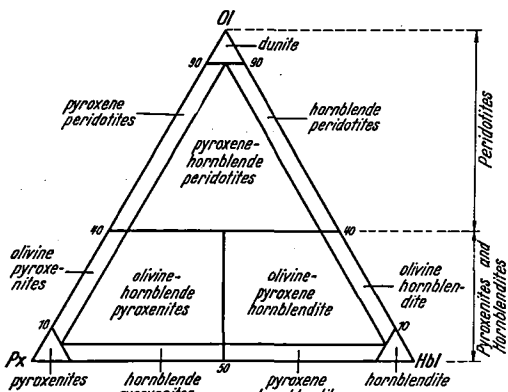 Ol
dunite
90
90
pyroxene
peridotites
hornblende
peridotites
pyroxene-
hornblende
peridotites
Peridotites
40
40
olivine
pyroxe-
nites
olivine-
hornblende
pyroxenites
olivine-
pyroxene
hornblendite
olivine
hornblen-
dite
Pyroxenites and
Hornblendites
10
10
Px
50
Hbl
pyroxenites
hornblende
pyroxene
hornblendite